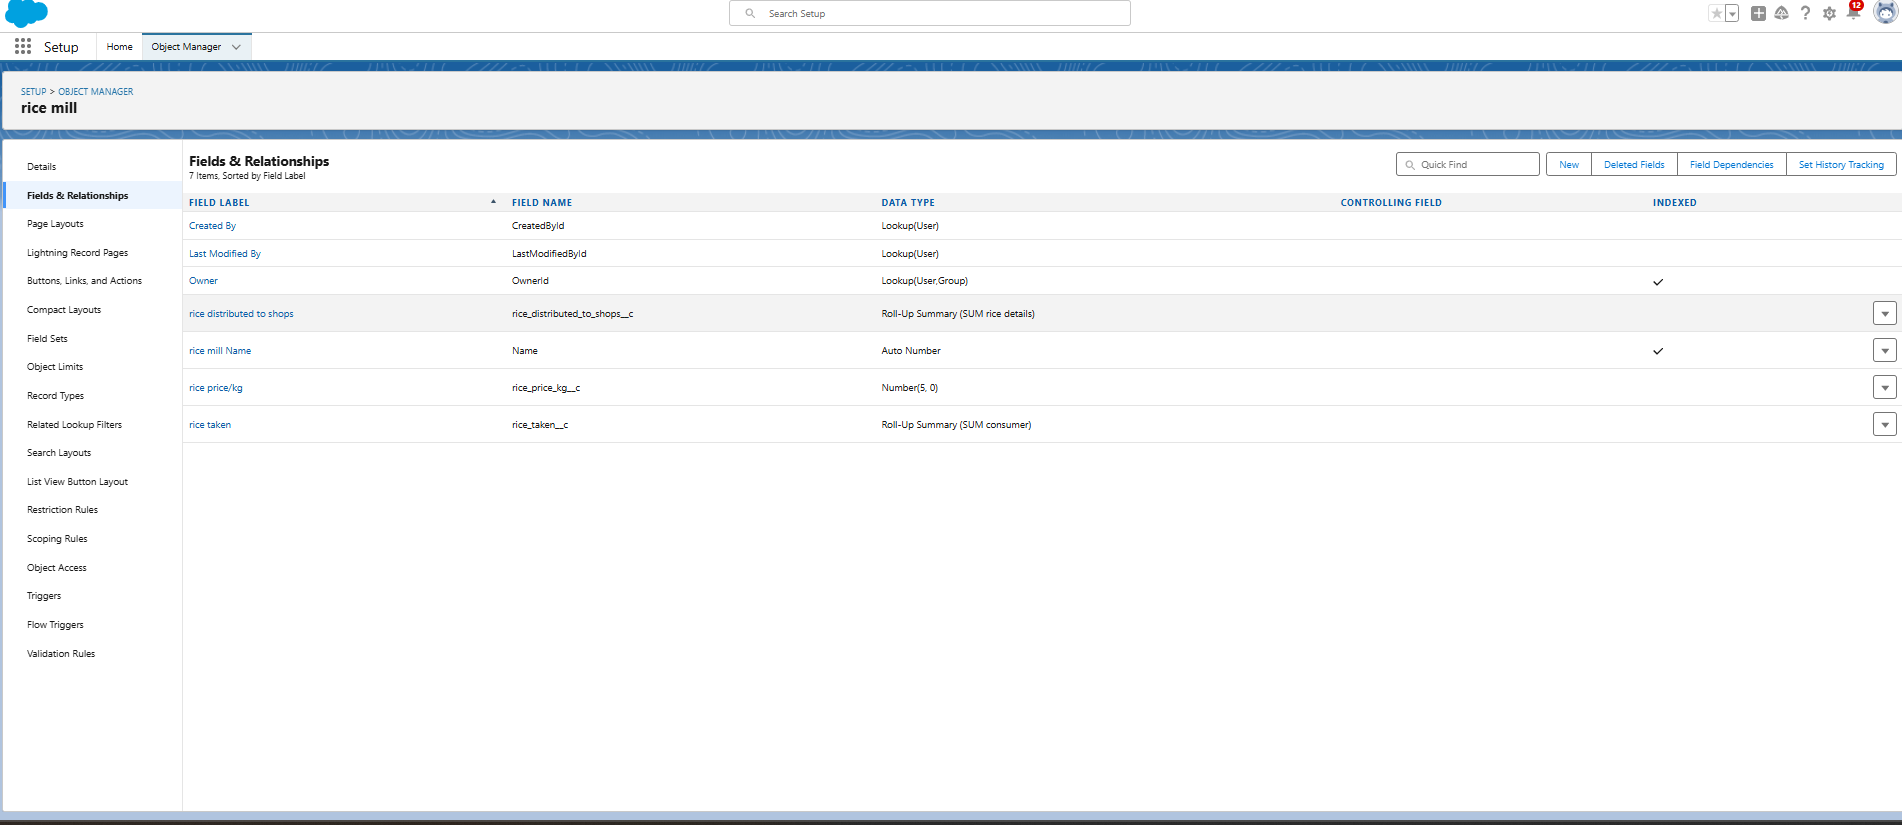 Search Setup
12
Setup
Home
Object Manager
SETUP > OBJECT MANAGER
rice mill
Details
Fields & Relationships
Page Layouts
Lightning Record Pages
Buttons, Links, and Actions
Compact Layouts
Field Sets
Object Limits
Record Types
Related Lookup Filters
Search Layouts
List View Button Layout
Restriction Rules
Scoping Rules
Object Access
Triggers
Flow Triggers
Validation Rules
Fields & Relationships
7 Items, Sorted by Field Label
Quick Find
New
Deleted Fields
Field Dependencies
Set History Tracking
FIELD LABEL FIELD NAME DATA TYPE CONTROLLING FIELD INDEXED
Created By CreatedById Lookup(User)
Last Modified By LastModifiedById Lookup(User)
Owner OwnerId Lookup(User,Group)
rice distributed to shops rice_distributed_to_shops__c Roll-Up Summary (SUM rice details)
rice mill Name Name Auto Number
rice price/kg rice_price_kg__c Number(5, 0)
rice taken rice_taken__c Roll-Up Summary (SUM consumer)